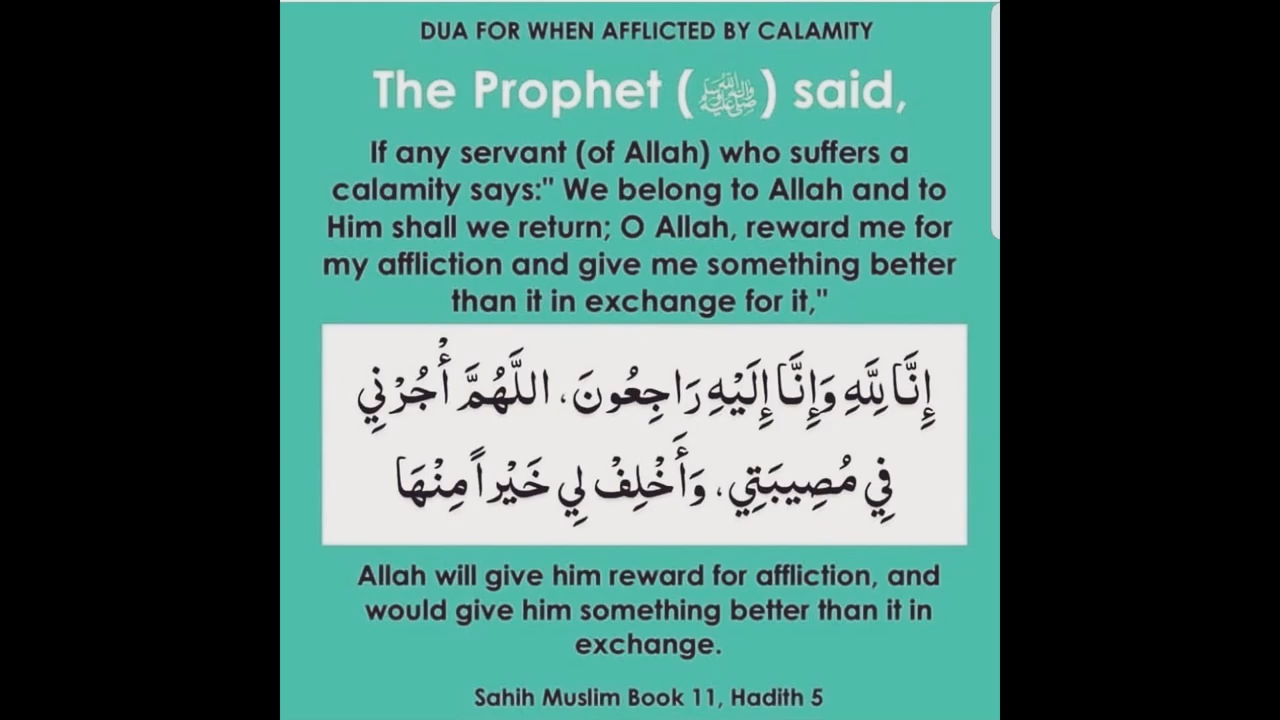 DUA FOR WHEN AFFLICTED BY CALAMITY
The Prophet (ﷺ) said,
If any servant (of Allah) who suffers a
calamity says:" We belong to Allah and to
Him shall we return; O Allah, reward me for
my affliction and give me something better
than it in exchange for it,"
إِنَّا لِلَّهِ وَإِنَّا إِلَيْهِ رَاجِعُونَ، اللَّهُمَّ أْجُرْنِي
فِي مُصِيبَتِي، وَأَخْلِفْ لِي خَيْراً مِنْهَا
Allah will give him reward for affliction, and
would give him something better than it in
exchange.
Sahih Muslim Book 11, Hadith 5